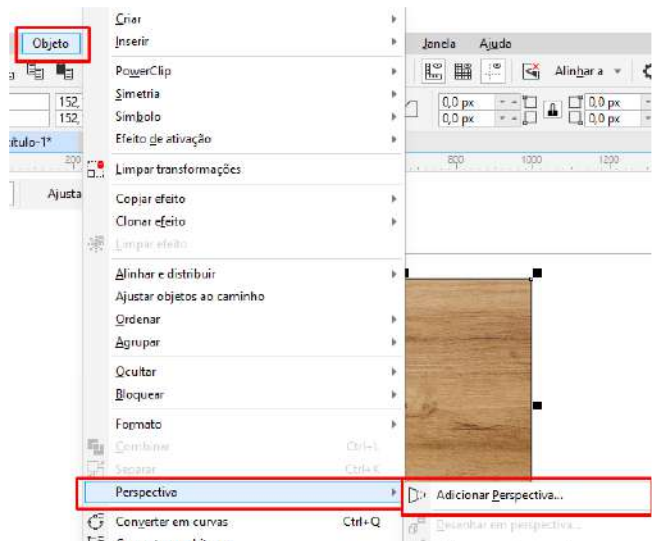 Criar
Objeto Inserir Janela Ajuda
PowerClip
Alinhar a
Simetria
152, 0,0 px 0,0 px
152, Símbolo 0,0 px 0,0 px
Efeito de ativação
ítulo-1*
200 800 1000 1200
Limpar transformações
Ajusta Copiar efeito
Clonar efeito
Limpar efeito
Alinhar e distribuir
Ajustar objetos ao caminho
Ordenar
Agrupar
Ocultar
Bloquear
Formato
Combinar Ctrl+L
Separar Ctrl+K
Perspectiva Adicionar Perspectiva...
Converter em curvas Ctrl+Q Desenhar em perspectiva...